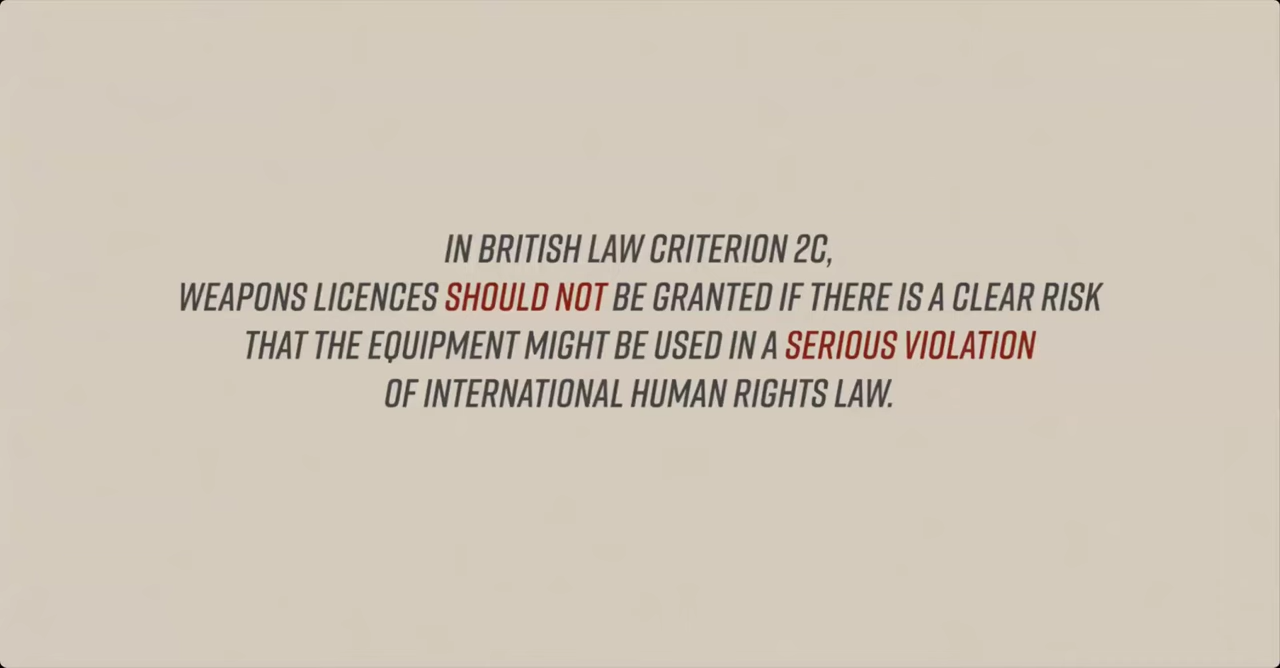 IN BRITISH LAW CRITERION 2C,
WEAPONS LICENCES SHOULD NOT BE GRANTED IF THERE IS A CLEAR RISK
THAT THE EQUIPMENT MIGHT BE USED IN A SERIOUS VIOLATION
OF INTERNATIONAL HUMAN RIGHTS LAW.